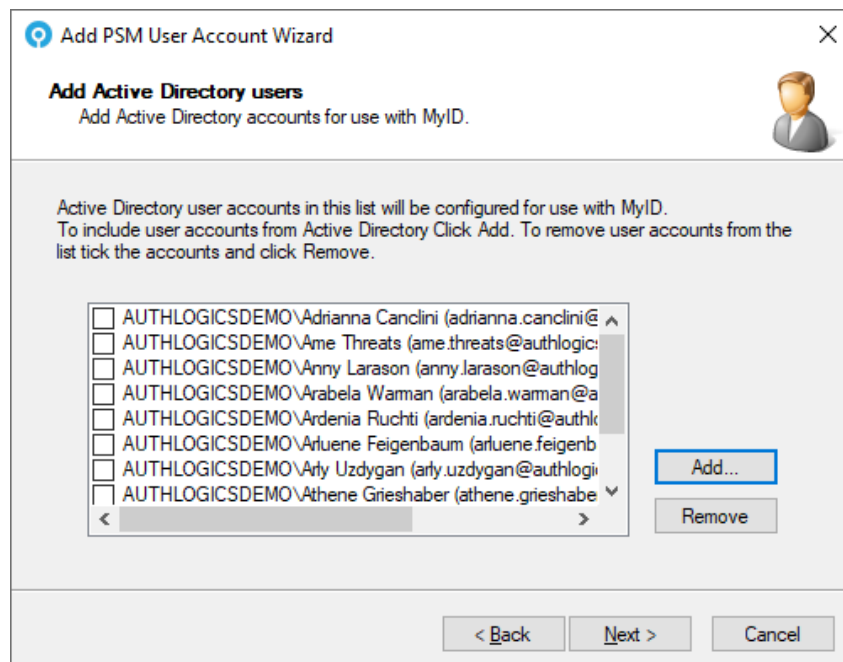 Add PSM User Account Wizard
Add Active Directory users
Add Active Directory accounts for use with MyID.
Active Directory user accounts in this list will be configured for use with MyID.
To include user accounts from Active Directory Click Add. To remove user accounts from the
list tick the accounts and click Remove.
AUTHLOGICSDEMO\Adrianna Canclini (adrianna.canclini@
AUTHLOGICSDEMO\Ame Threats (ame.threats@authlogics
AUTHLOGICSDEMO\Anny Larason (anny.larason@authlog
AUTHLOGICSDEMO\Arabela Warman (arabela.warman@a
AUTHLOGICSDEMO\Ardenia Ruchti (ardenia.ruchti@authlo
AUTHLOGICSDEMO\Arluene Feigenbaum (arluene.feigenb
AUTHLOGICSDEMO\Arly Uzdygan (arly.uzdygan@authlogi
AUTHLOGICSDEMO\Athene Grieshaber (athene.grieshabe
Add...
Remove
< Back
Next >
Cancel